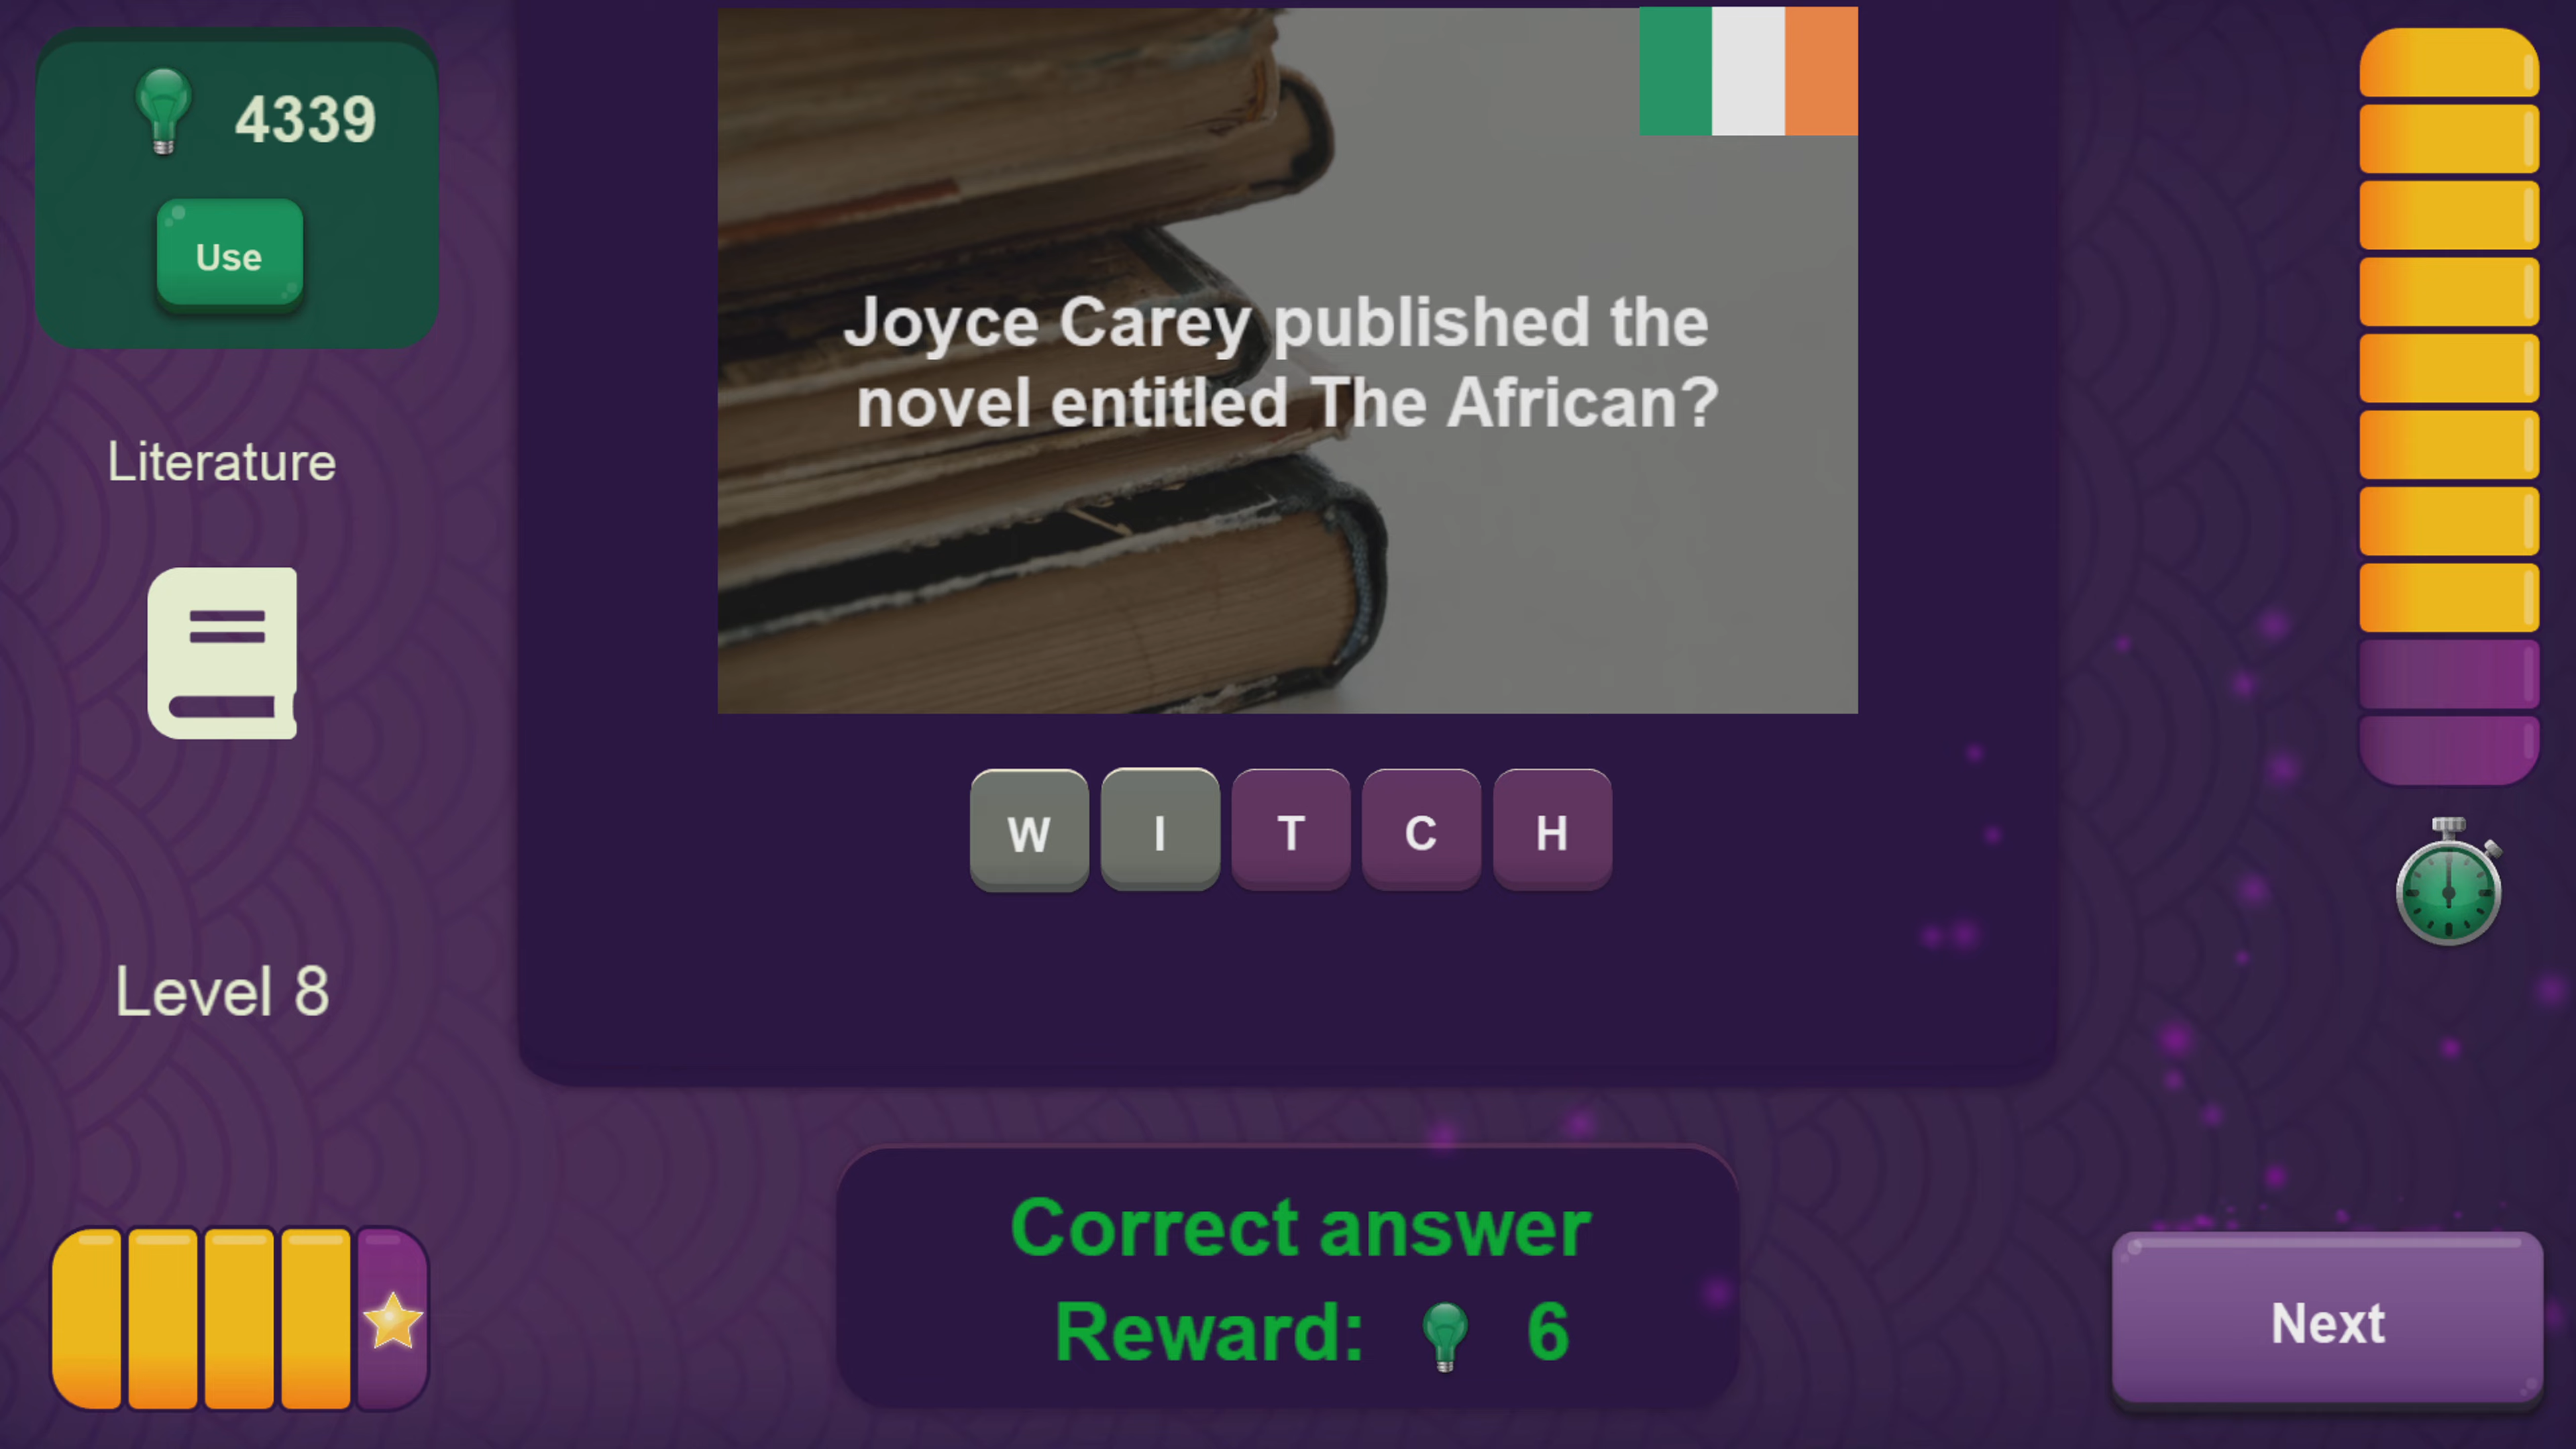 4339
Use
Literature
Level 8
Joyce Carey published the
novel entitled The African?
W I T C H
Correct answer
Reward: 6
Next